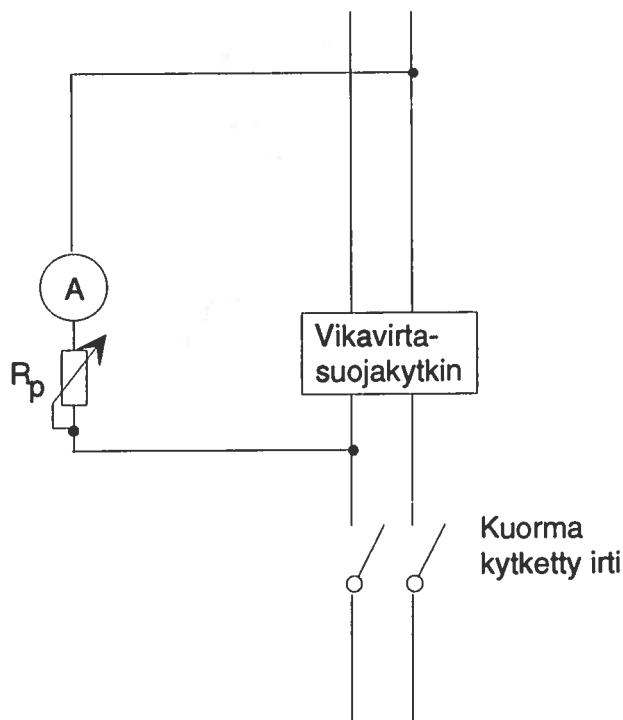 A
Rp
Vikavirta-
suojakytkin
Kuorma
kytketty irti